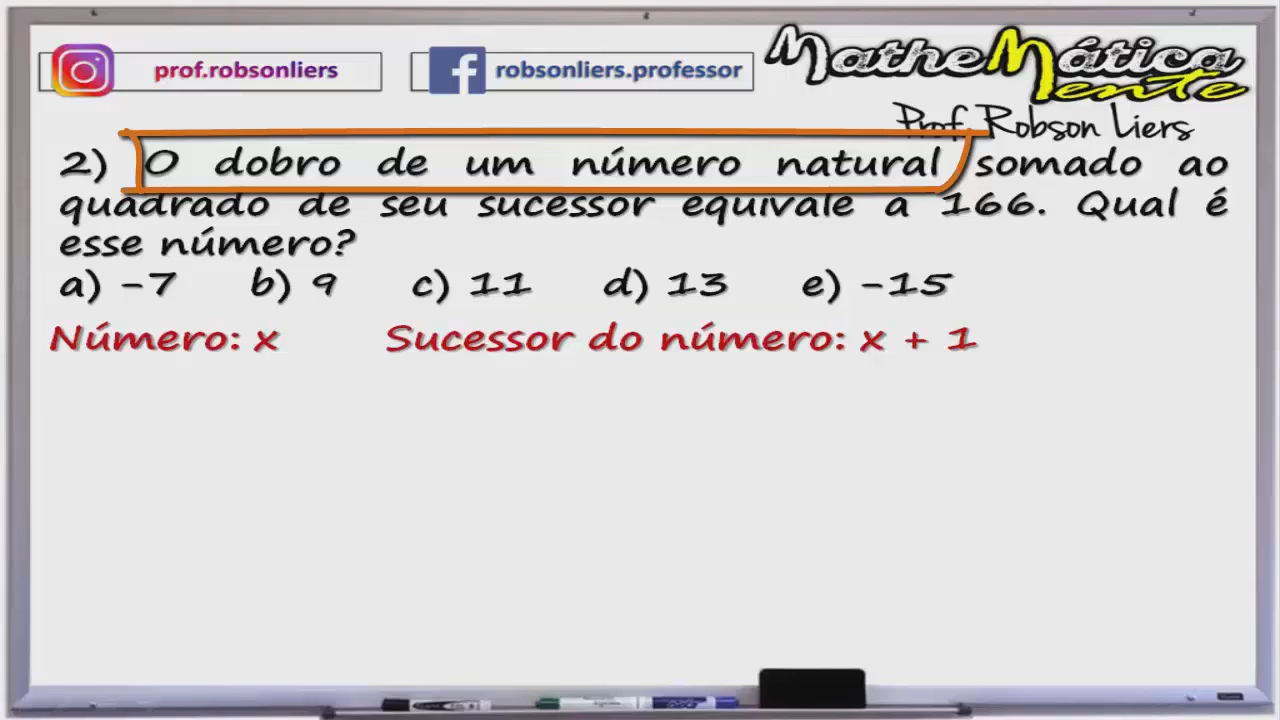 prof.robsonliers
robsonliers.professor
MatheMática
Mente
Prof. Robson Liers
2) O dobro de um número natural somado ao
quadrado de seu sucessor equivale a 166. Qual é
esse número?
a) -7 b) 9 c) 11 d) 13 e) -15
Número: x Sucessor do número: x + 1